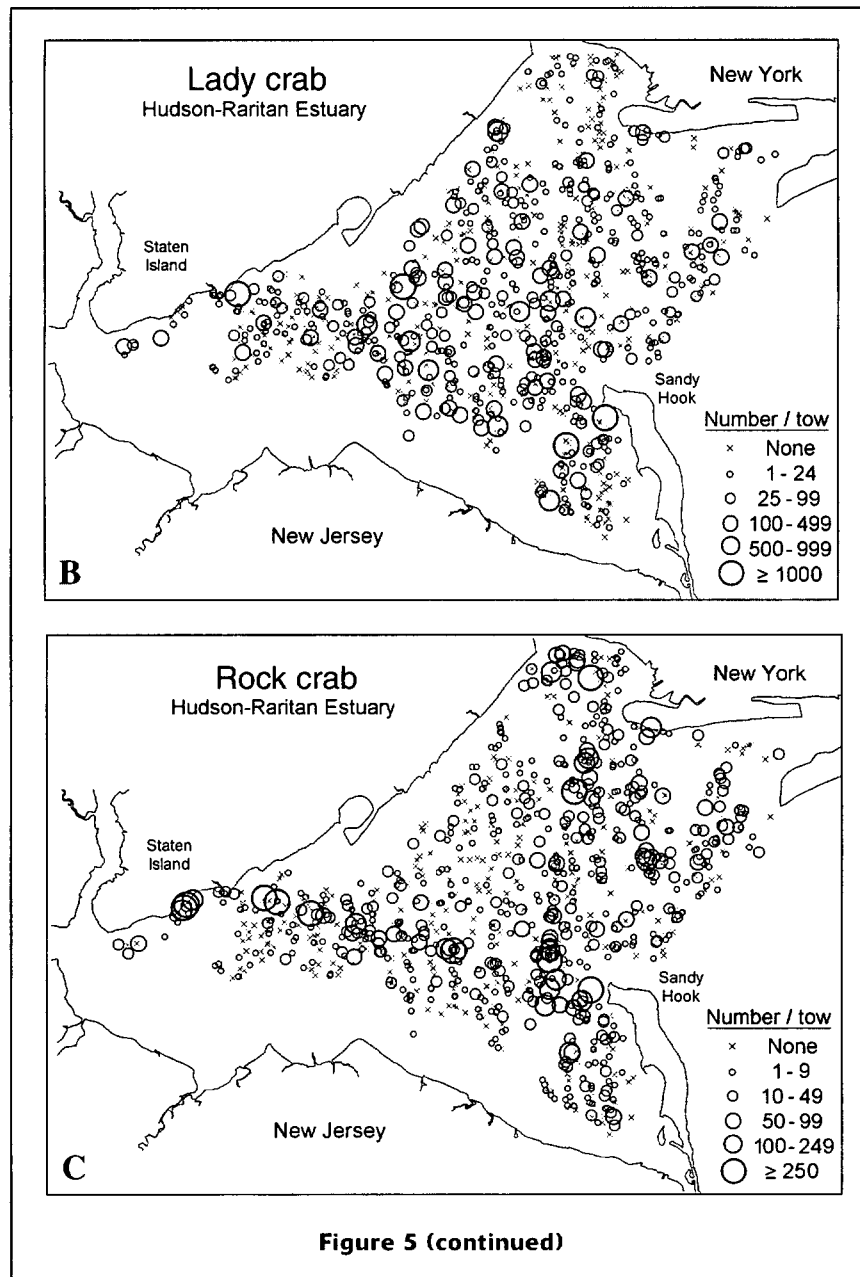 Lady crab
Hudson-Raritan Estuary
New York
Staten
Island
Sandy
Hook
New Jersey
Number / tow
× None
1 - 24
25 - 99
100 - 499
500 - 999
≥ 1000
B
Rock crab
Hudson-Raritan Estuary
New York
Staten
Island
Sandy
Hook
New Jersey
Number / tow
× None
1 - 9
10 - 49
50 - 99
100 - 249
≥ 250
C
Figure 5 (continued)